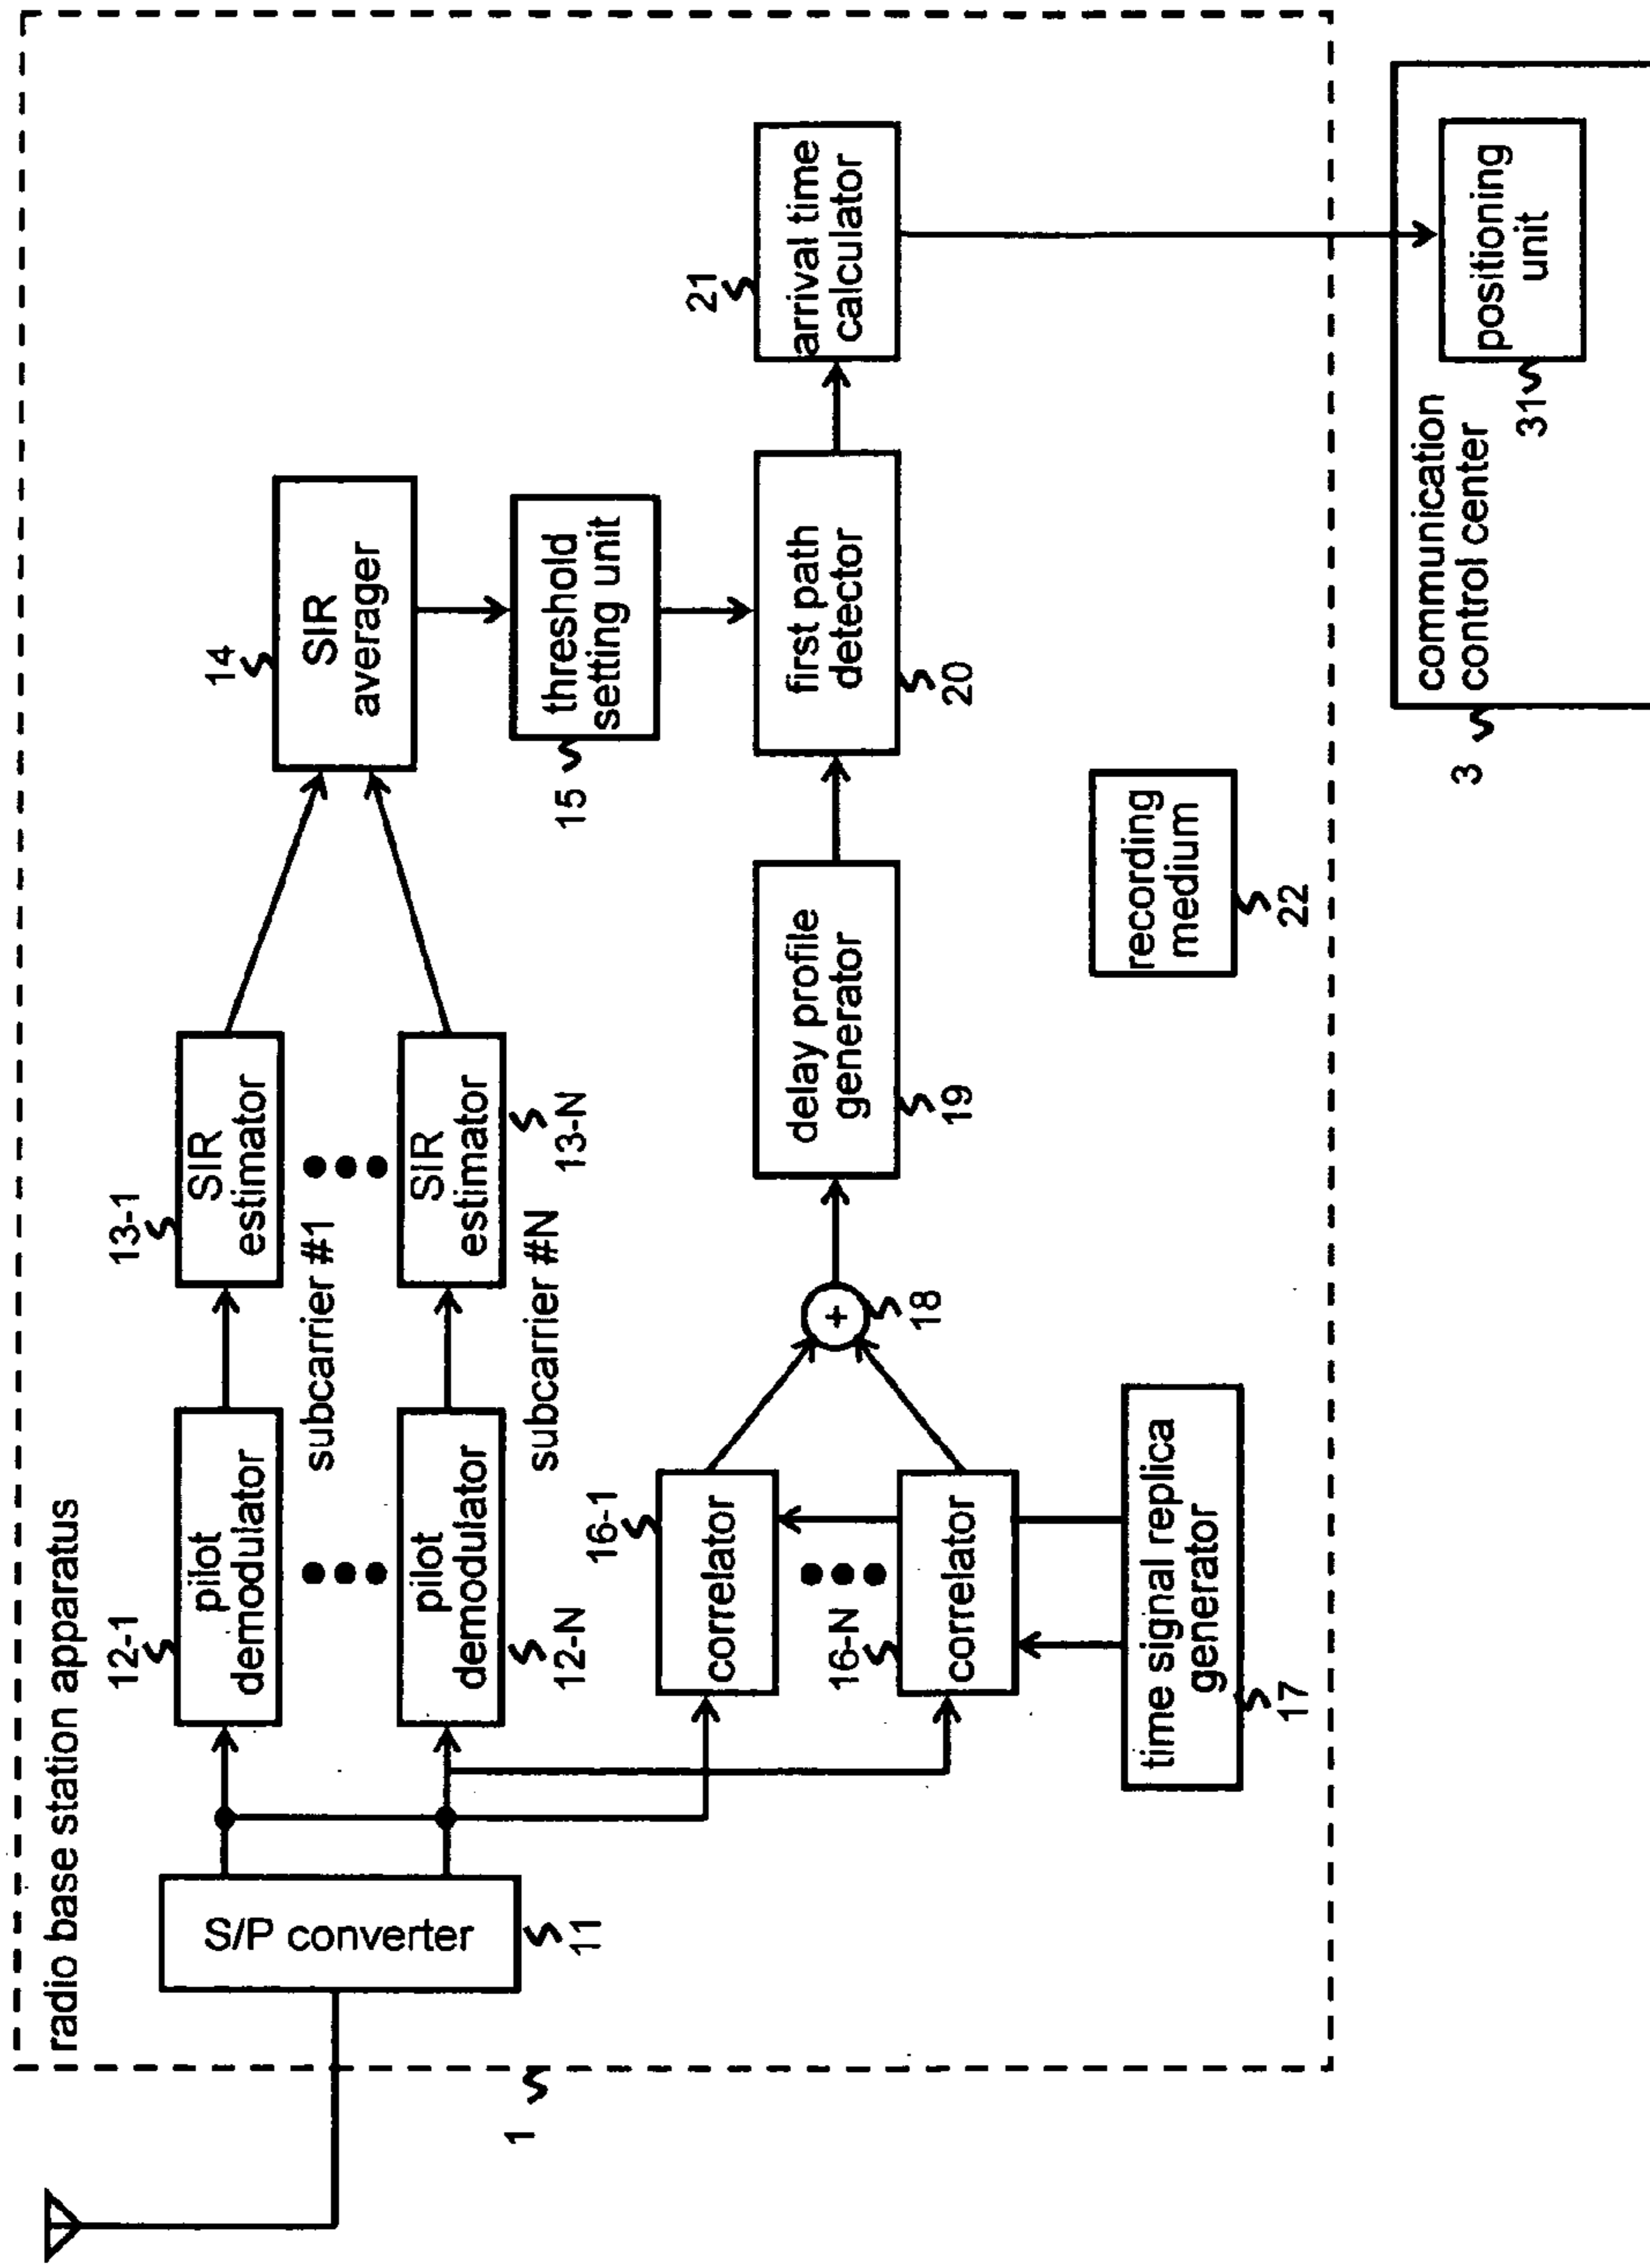 radio base station apparatus
1
S/P converter
11
12-1
pilot
demodulator
12-N
pilot
demodulator
subcarrier #1
subcarrier #N
13-1
SIR
estimator
SIR
estimator
13-N
14
SIR
averager
15
threshold
setting unit
16-1
correlator
16-N
correlator
time signal replica
generator
17
+
18
delay profile
generator
19
first path
detector
20
21
arrival time
calculator
recording
medium
22
communication
control center
3
positioning
unit
31